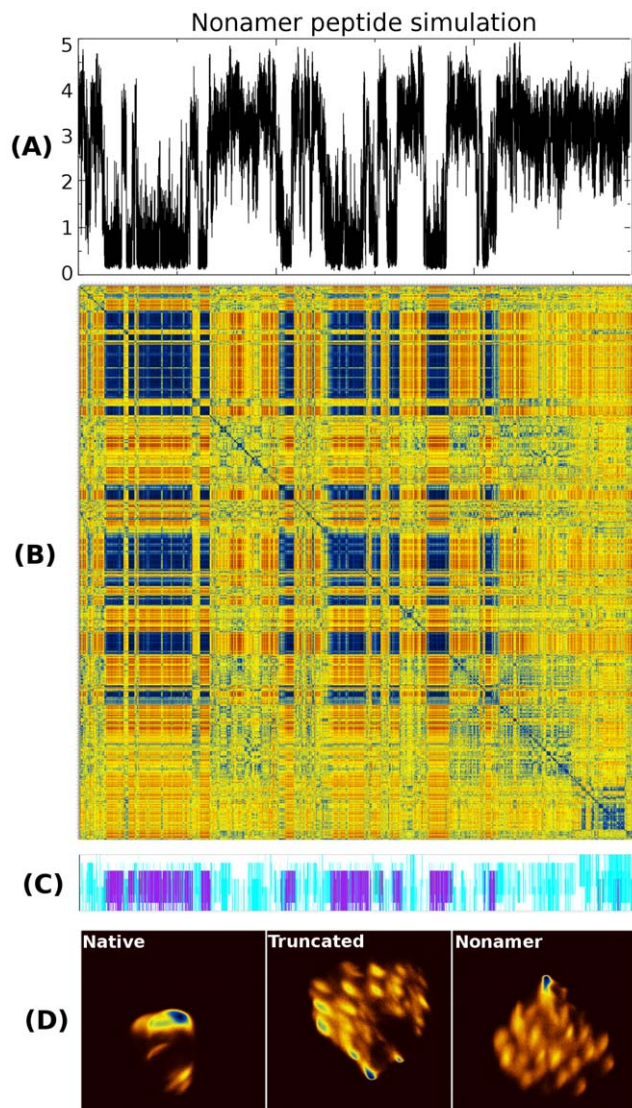 Nonamer peptide simulation
5
4
3
2
1
0
(A)
(B)
(C)
(D)
Native
Truncated
Nonamer